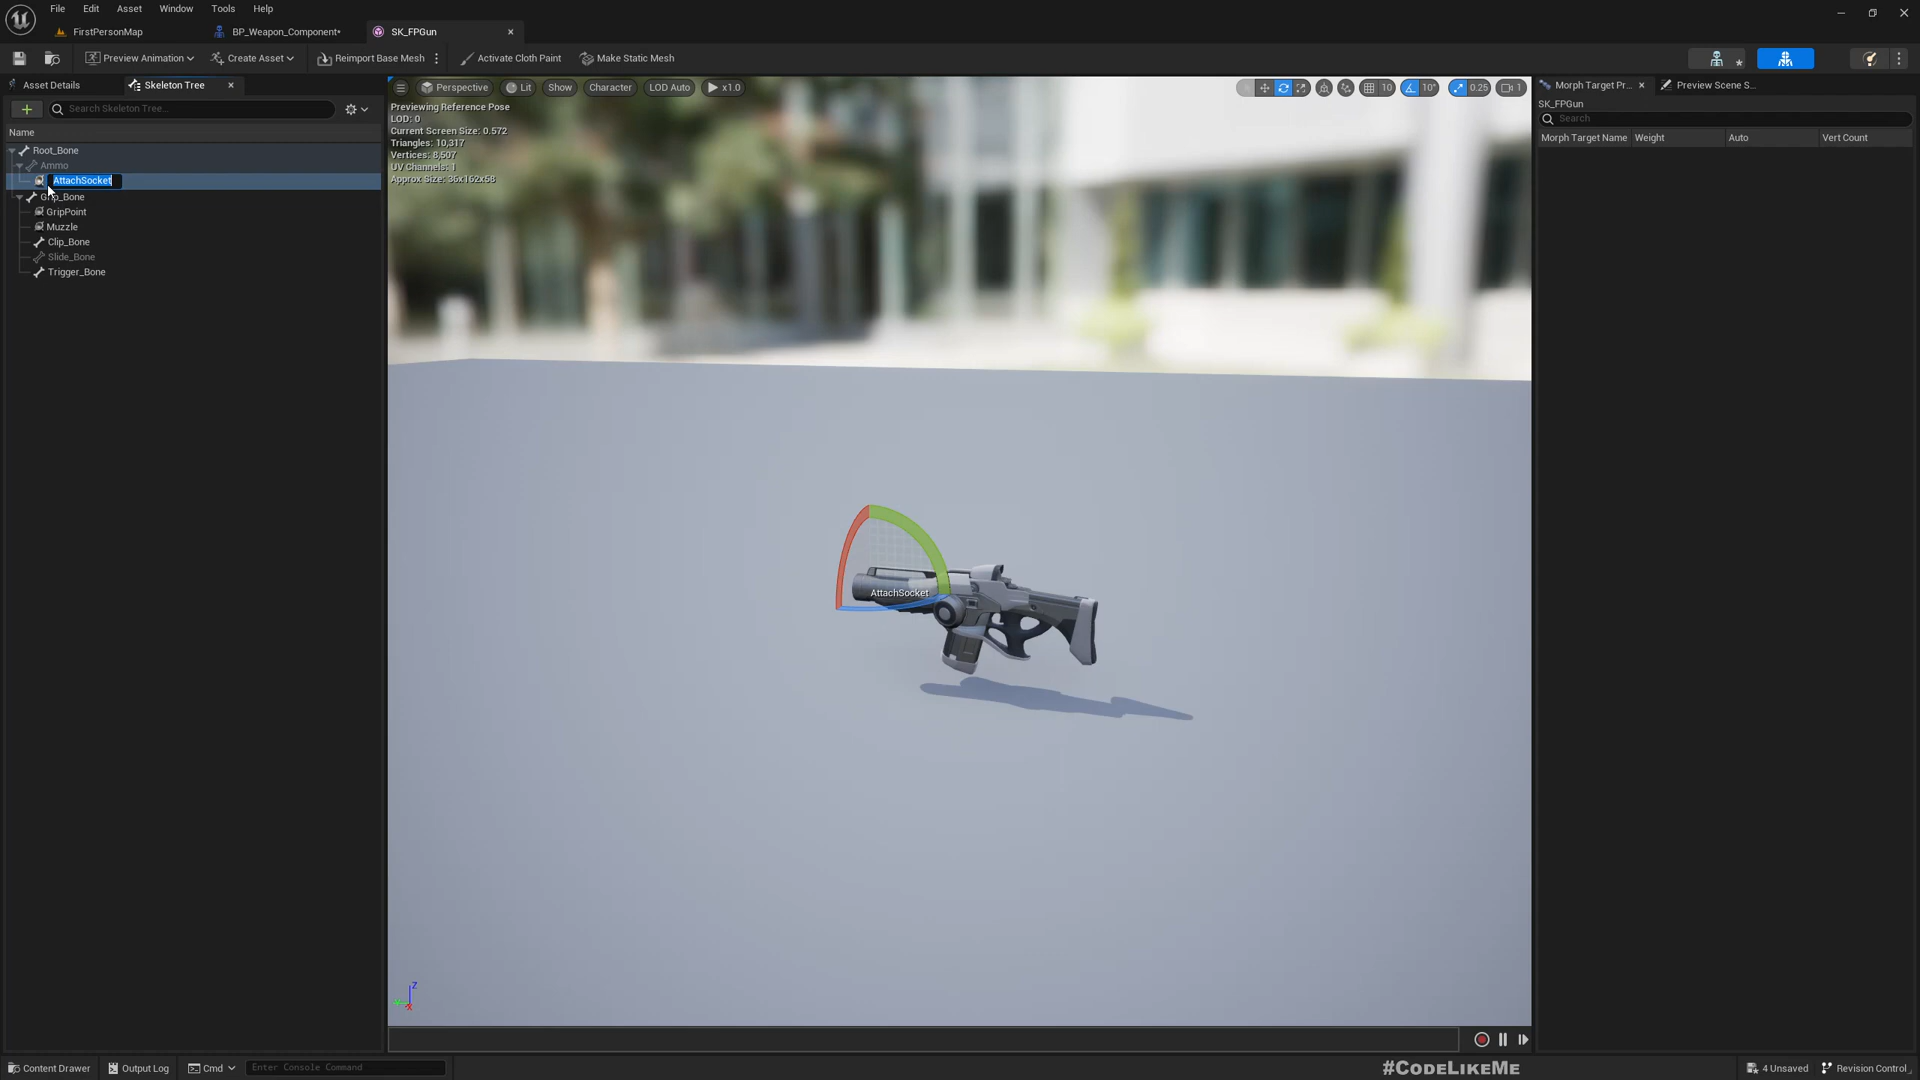 File Edit Asset Window Tools Help
FirstPersonMap BP_Weapon_Component* SK_FPGun
Preview Animation Create Asset Reimport Base Mesh Activate Cloth Paint Make Static Mesh
Asset Details Skeleton Tree
Search Skeleton Tree...
Name
Root_Bone
Ammo
AttachSocket
Grip_Bone
GripPoint
Muzzle
Clip_Bone
Slide_Bone
Trigger_Bone
Perspective Lit Show Character LOD Auto x1.0 10 10° 0.25 1
Previewing Reference Pose
LOD: 0
Current Screen Size: 0.572
Triangles: 10,317
Vertices: 8,507
UV Channels: 1
Approx Size: 36x162x58
AttachSocket
Z
X
Morph Target Pr... Preview Scene S...
SK_FPGun
Search
Morph Target Name Weight Auto Vert Count
#CODELIKEME
Content Drawer Output Log Cmd Enter Console Command 4 Unsaved Revision Control